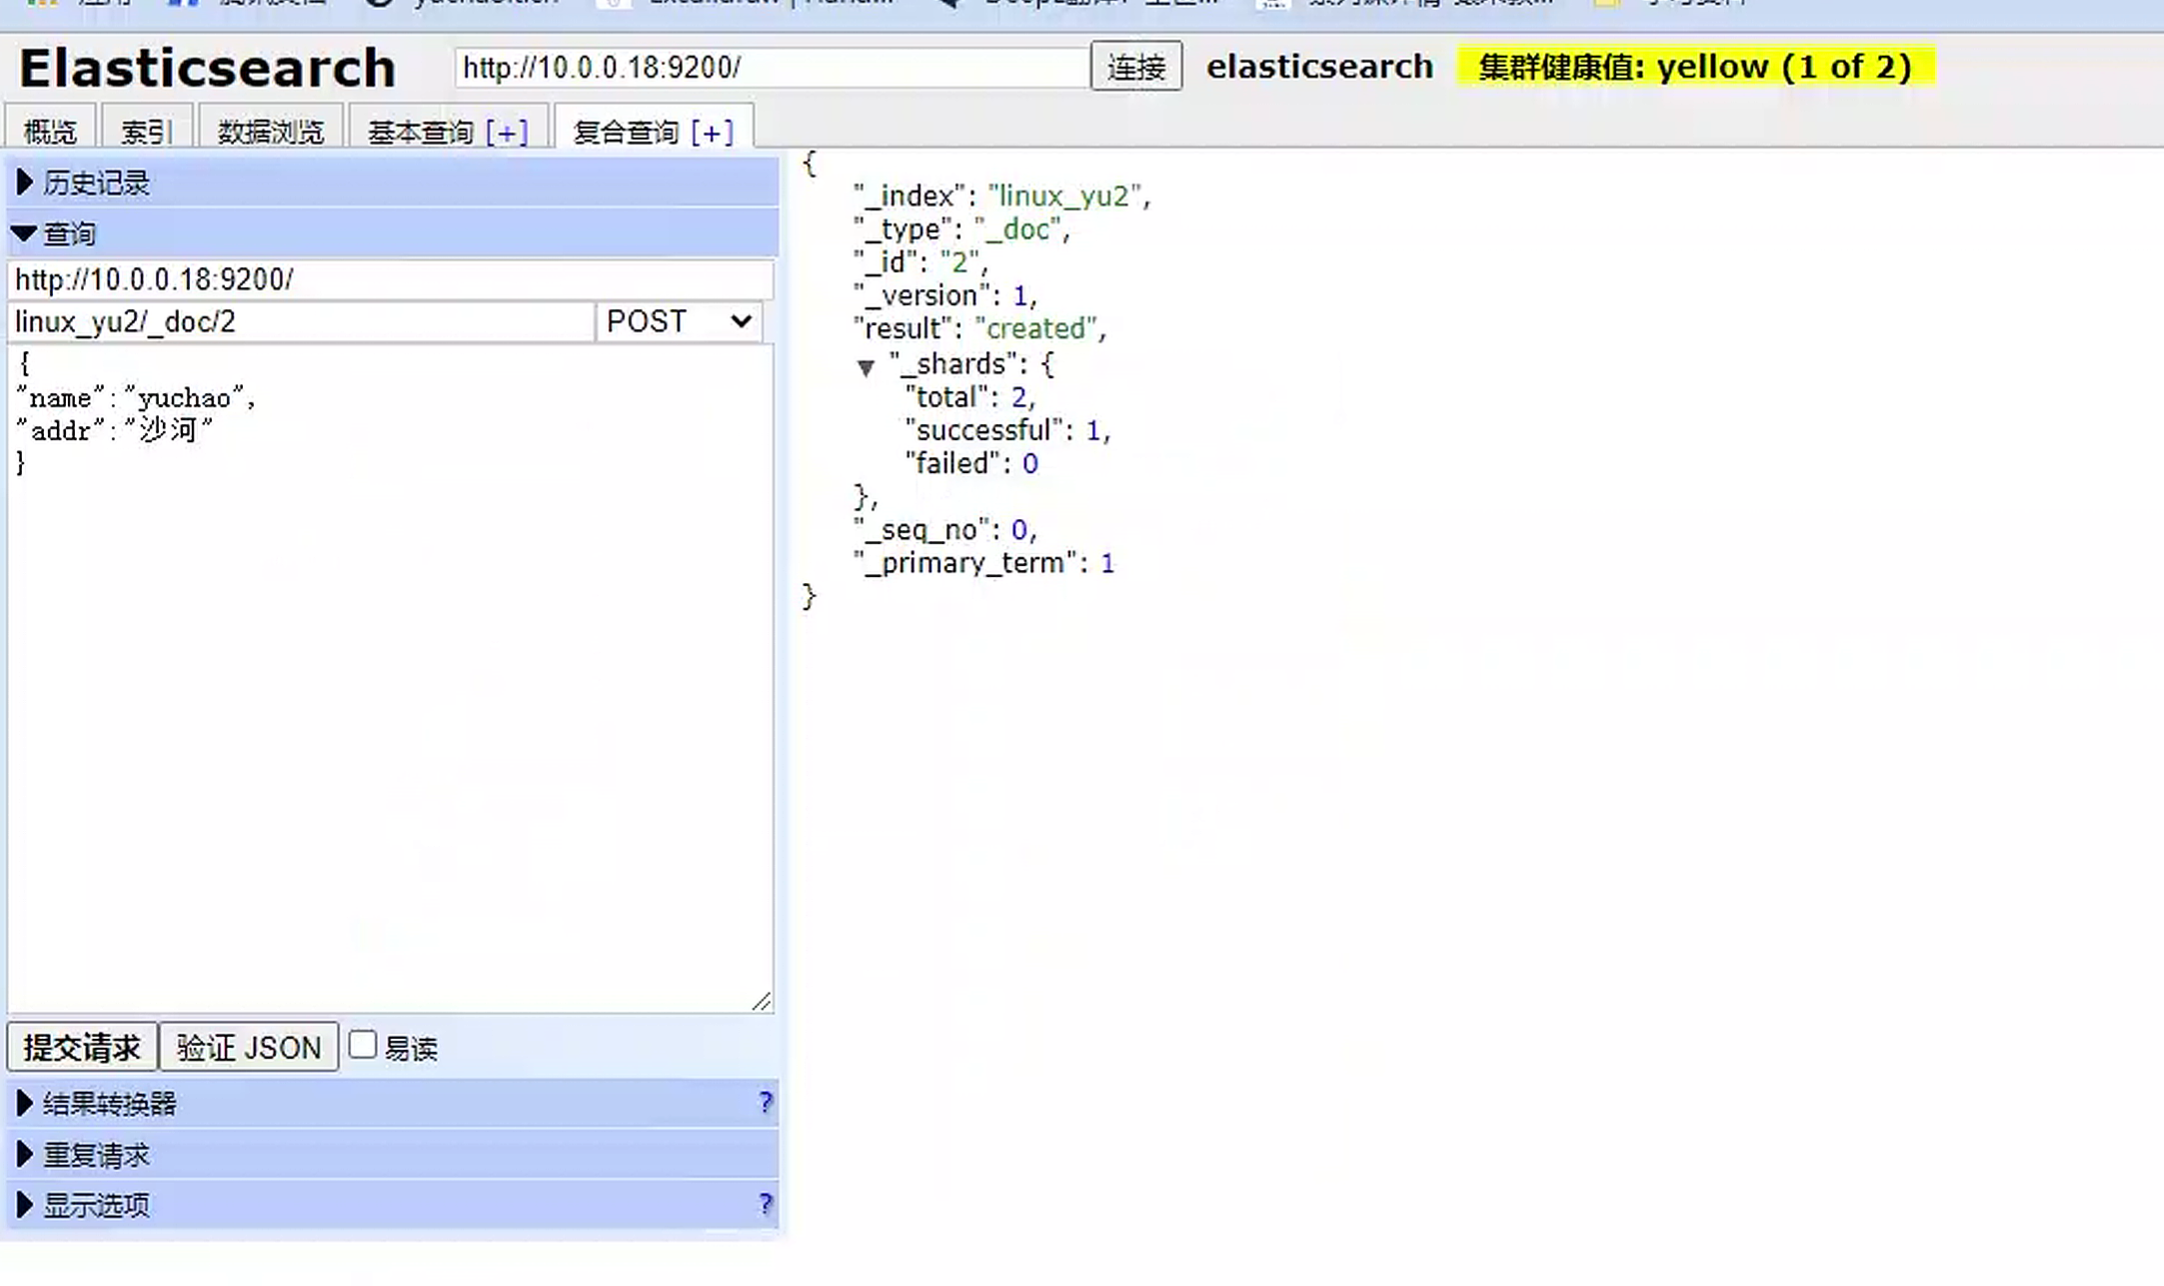 Elasticsearch
http://10.0.0.18:9200/
连接
elasticsearch
集群健康值: yellow (1 of 2)
概览
索引
数据浏览
基本查询 [+]
复合查询 [+]
历史记录
查询
http://10.0.0.18:9200/
linux_yu2/_doc/2
POST
{
"name":"yuchao",
"addr":"沙河"
}
提交请求
验证 JSON
易读
结果转换器
?
重复请求
显示选项
?
{
"_index": "linux_yu2",
"_type": "_doc",
"_id": "2",
"_version": 1,
"result": "created",
▼ "_shards": {
"total": 2,
"successful": 1,
"failed": 0
},
"_seq_no": 0,
"_primary_term": 1
}